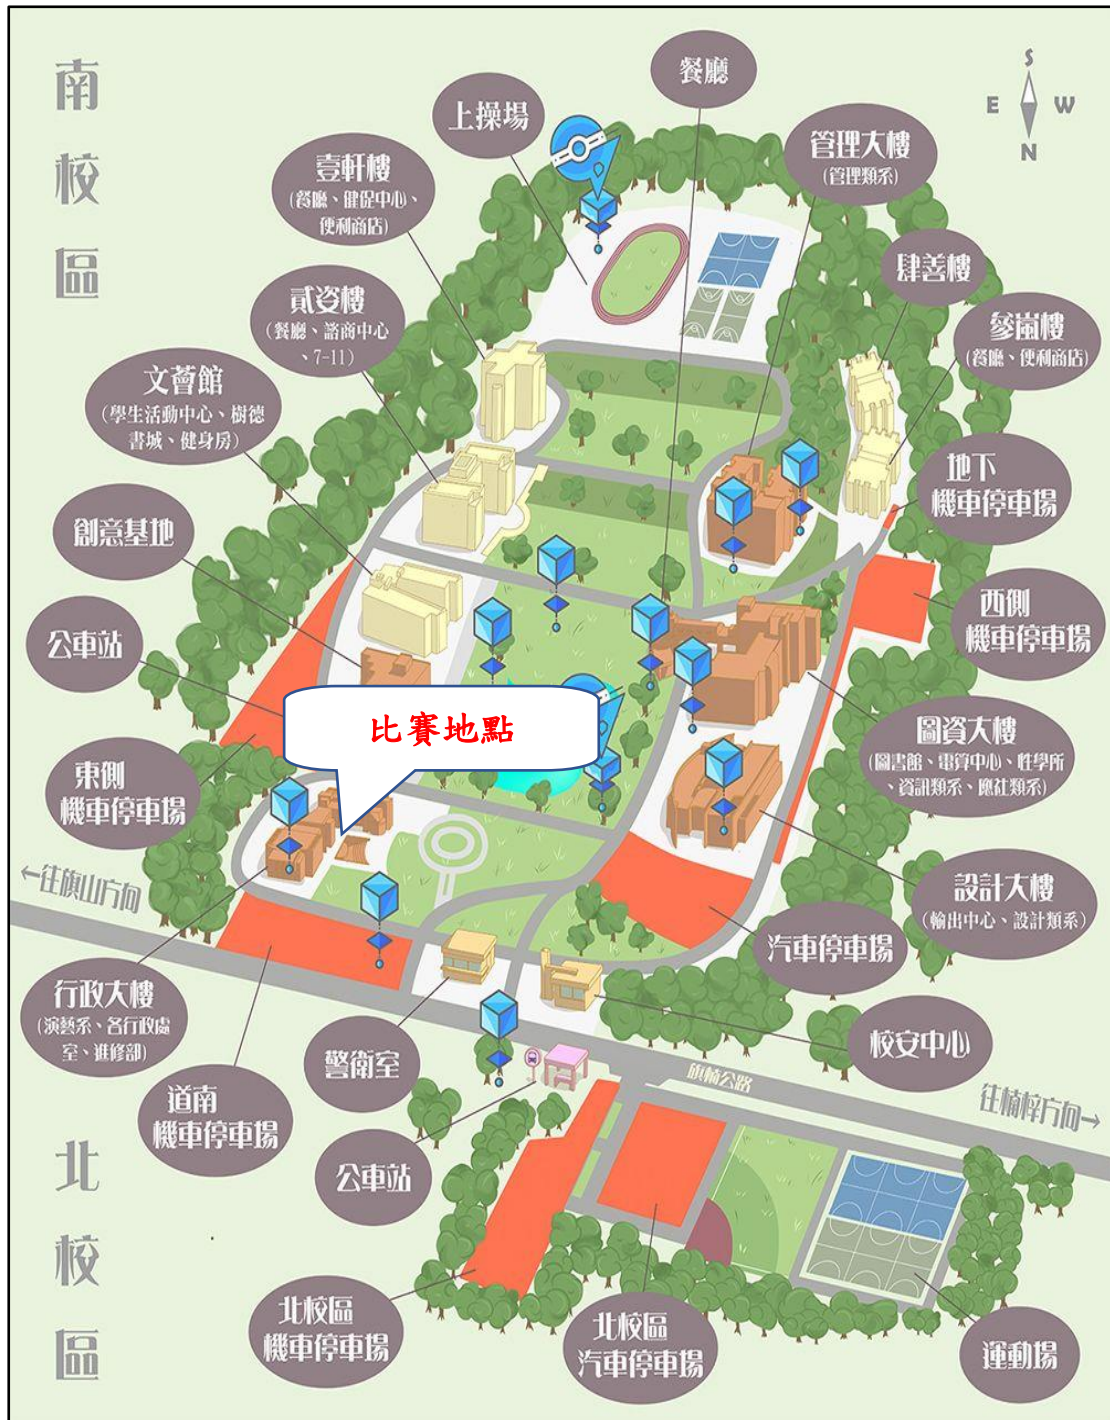 南校區
餐廳
S
E W
N
上操場
管理大樓
(管理類系)
壹軒樓
(餐廳、健促中心、
便利商店)
肆善樓
貳姿樓
(餐廳、諮商中心
、7-11)
參嵐樓
(餐廳、便利商店)
文薈館
(學生活動中心、樹德
書城、健身房)
地下
機車停車場
創意基地
西側
機車停車場
公車站
比賽地點
圖資大樓
(圖書館、電算中心、性學所
、資訊類系、應社類系)
東側
機車停車場
←往旗山方向
設計大樓
(輸出中心、設計類系)
汽車停車場
行政大樓
(演藝系、各行政處
室、進修部)
校安中心
警衛室
旗楠公路
往楠梓方向→
道南
機車停車場
公車站
北校區
北校區
機車停車場
北校區
汽車停車場
運動場